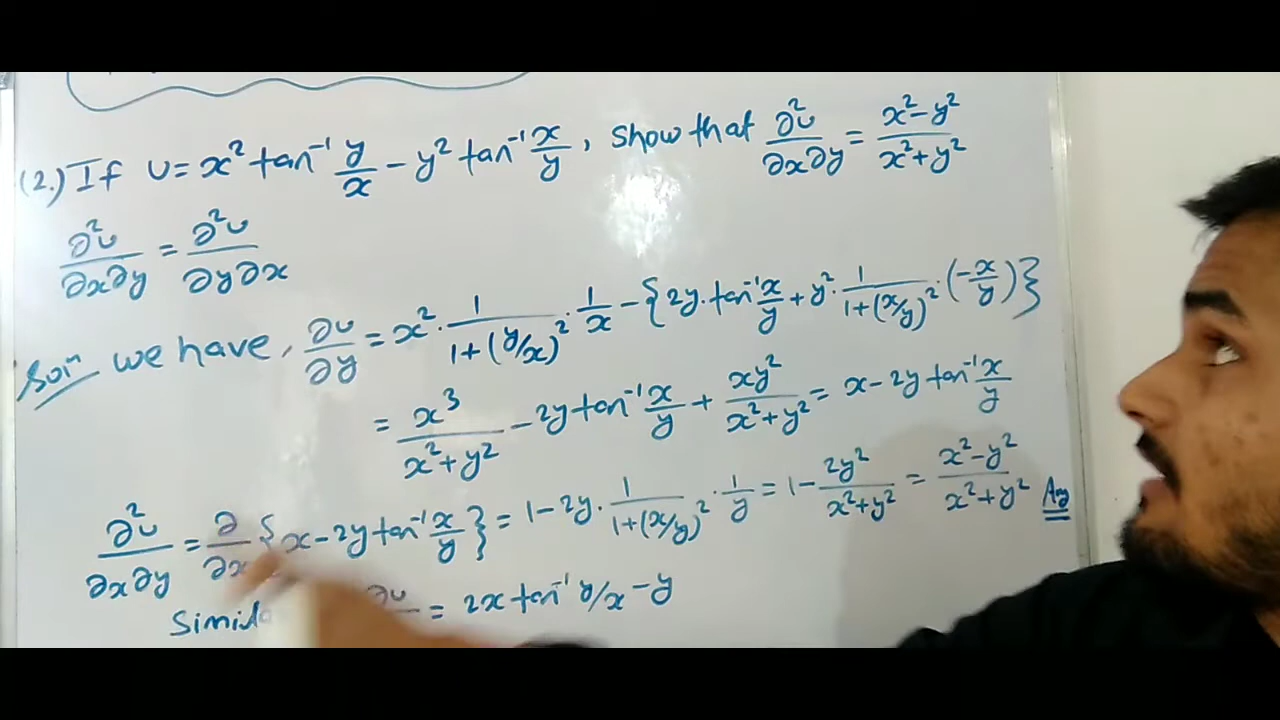 (2.) If u = x² tan⁻¹ y/x − y² tan⁻¹ x/y, show that ∂²u/∂x∂y = (x²−y²)/(x²+y²)
∂²u/∂x∂y = ∂²u/∂y∂x
Solⁿ we have, ∂u/∂y = x² · 1/(1+(y/x)²) · 1/x − {2y · tan⁻¹ x/y + y² · 1/(1+(x/y)²) · (−x/y)}
= x³/(x²+y²) − 2y tan⁻¹ x/y + xy²/(x²+y²) = x − 2y tan⁻¹ x/y
∂²u/∂x∂y = ∂/∂x {x − 2y tan⁻¹ x/y} = 1 − 2y · 1/(1+(x/y)²) · 1/y = 1 − 2y²/(x²+y²) = (x²−y²)/(x²+y²) Ans
∂u = 2x tan⁻¹ y/x − y